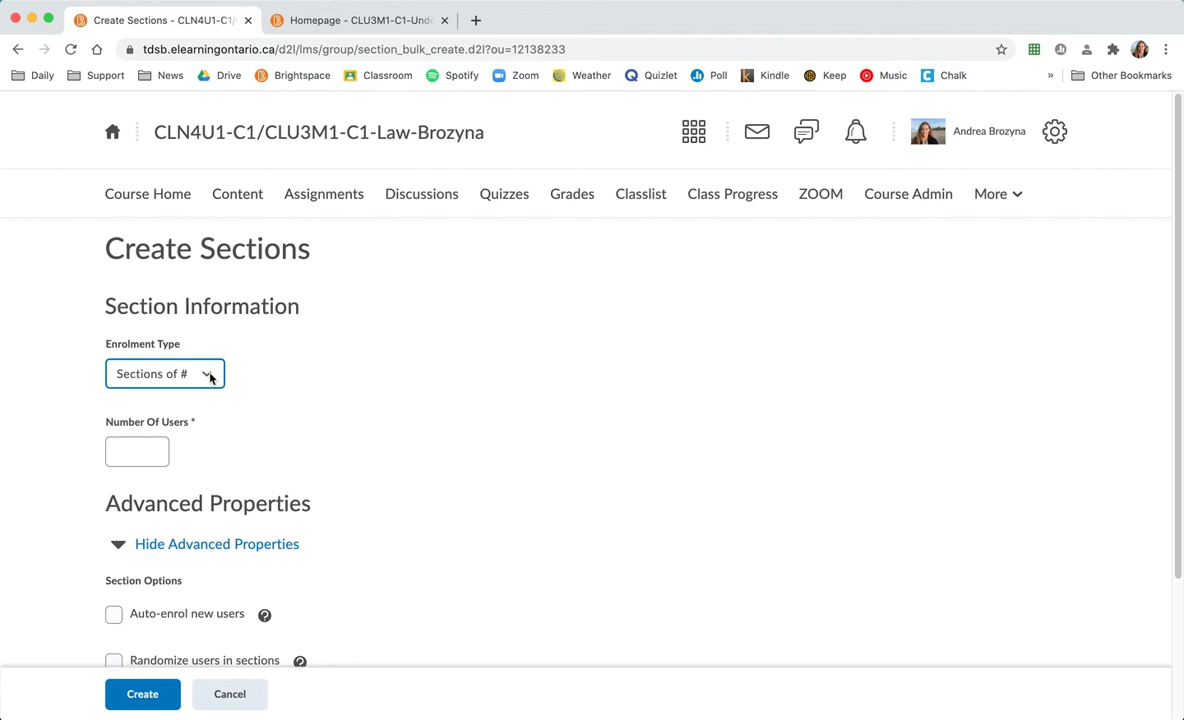 Create Sections - CLN4U1-C1/
Homepage - CLU3M1-C1-Unde
tdsb.elearningontario.ca/d2l/lms/group/section_bulk_create.d2l?ou=12138233
Daily Support News Drive Brightspace Classroom Spotify Zoom Weather Quizlet Poll Kindle Keep Music Chalk » Other Bookmarks
CLN4U1-C1/CLU3M1-C1-Law-Brozyna
Andrea Brozyna
Course Home Content Assignments Discussions Quizzes Grades Classlist Class Progress ZOOM Course Admin More
Create Sections
Section Information
Enrolment Type
Sections of #
Number Of Users *
Advanced Properties
Hide Advanced Properties
Section Options
Auto-enrol new users
Randomize users in sections
Create Cancel